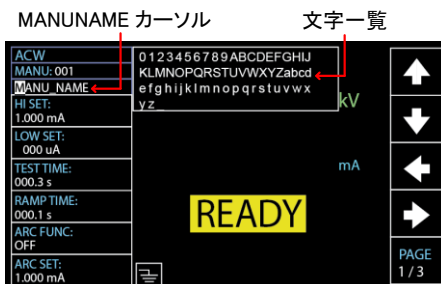 MANUNAME カーソル
文字一覧
ACW
MANU: 001
MANU_NAME
HI SET:
1.000 mA
LOW SET:
000 uA
TEST TIME:
000.3 s
RAMP TIME:
000.1 s
ARC FUNC:
OFF
ARC SET:
1.000 mA
0123456789ABCDEFGHIJ
KLMNOPQRSTUVWXYZabcd
efghijklmnopqrstuvwx
yz_
kV
mA
READY
PAGE
1 / 3